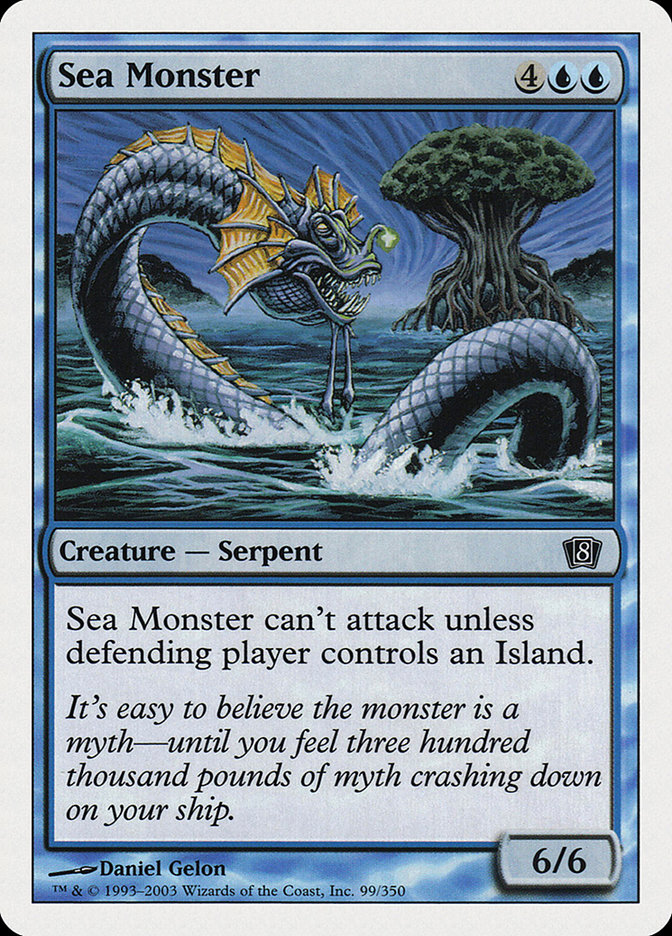 Sea Monster 4
Creature — Serpent 8
Sea Monster can't attack unless
defending player controls an Island.
It's easy to believe the monster is a
myth—until you feel three hundred
thousand pounds of myth crashing down
on your ship.
6/6
Daniel Gelon
™ & © 1993–2003 Wizards of the Coast, Inc. 99/350